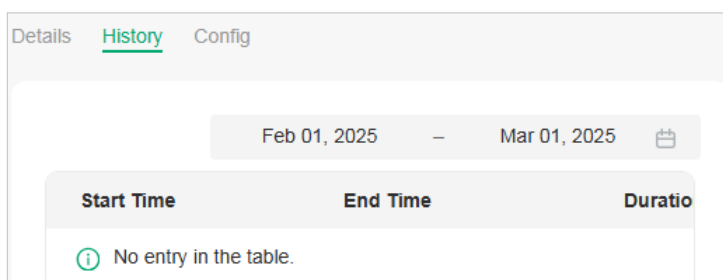 Details History Config
Feb 01, 2025 – Mar 01, 2025
Start Time End Time Duratio
No entry in the table.